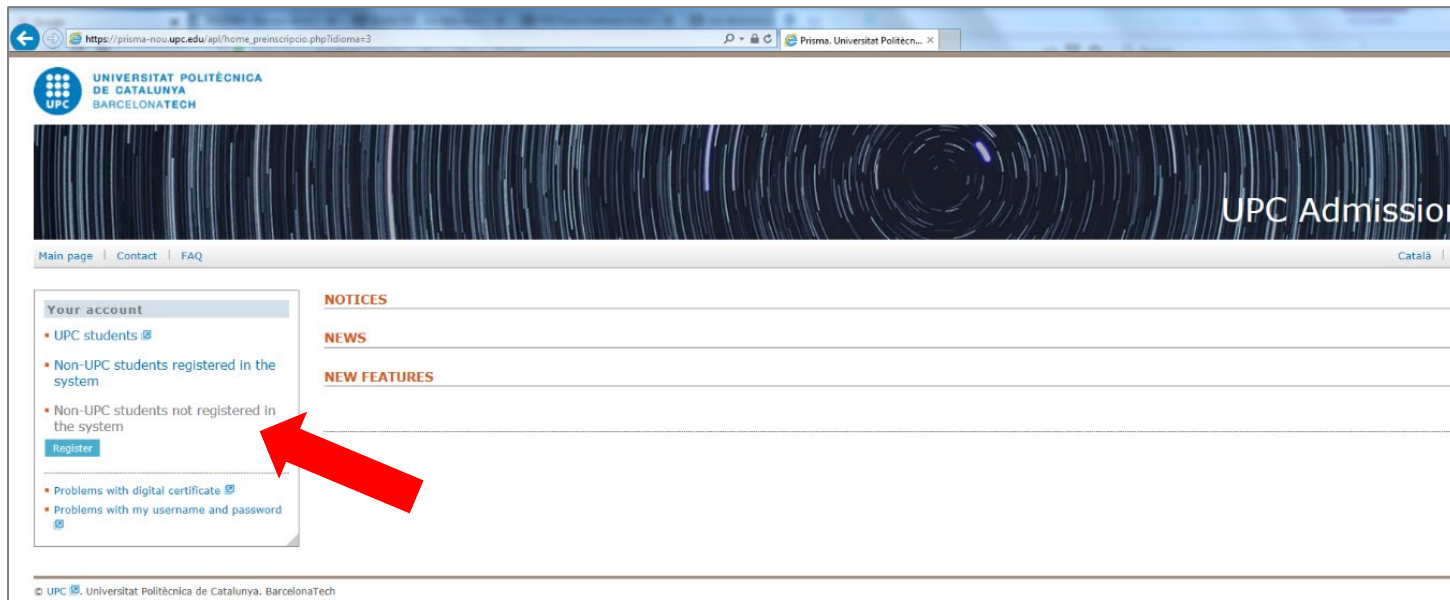 https://prisma-nou.upc.edu/apl/home_preinscripcio.php?idioma=3
Prisma. Universitat Politècn...
UNIVERSITAT POLITÈCNICA
DE CATALUNYA
BARCELONATECH
UPC
UPC Admission
Main page | Contact | FAQ
Català |
Your account
UPC students
Non-UPC students registered in the
system
Non-UPC students not registered in
the system
Register
Problems with digital certificate
Problems with my username and password
NOTICES
NEWS
NEW FEATURES
© UPC . Universitat Politècnica de Catalunya. BarcelonaTech